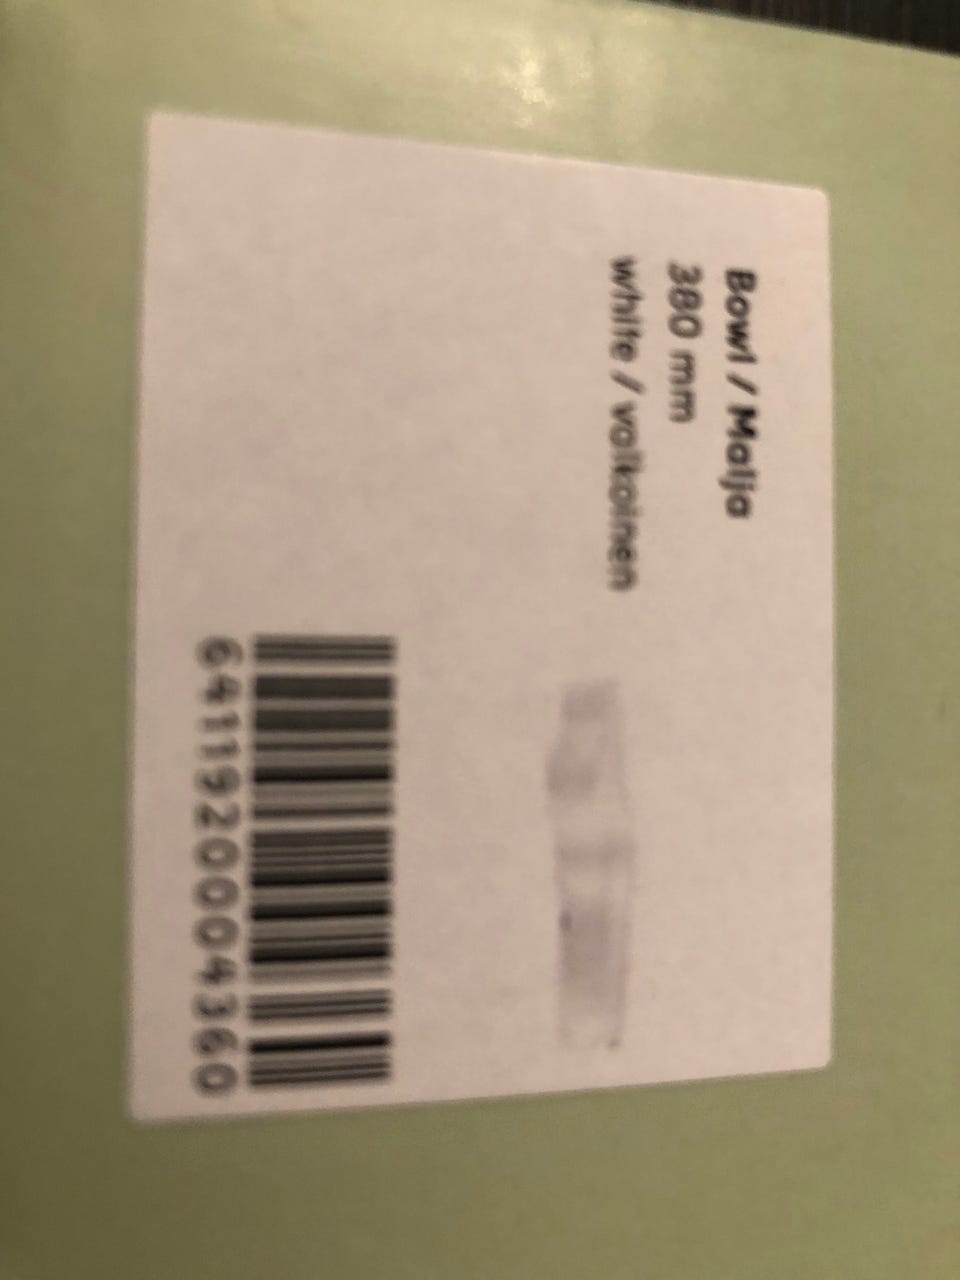 Bowl / Malja
380 mm
white / valkoinen
6411920004360